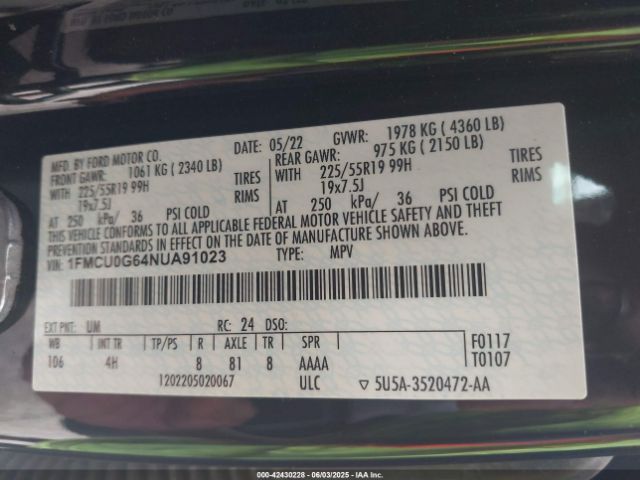 MFD. BY FORD MOTOR CO.
DATE: 05/22 GVWR: 1978 KG ( 4360 LB)
FRONT GAWR: 1061 KG ( 2340 LB) REAR GAWR: 975 KG ( 2150 LB)
WITH 225/55R19 99H TIRES WITH 225/55R19 99H TIRES
19x7.5J RIMS 19x7.5J RIMS
AT 250 kPa/ 36 PSI COLD AT 250 kPa/ 36 PSI COLD
THIS VEHICLE CONFORMS TO ALL APPLICABLE FEDERAL MOTOR VEHICLE SAFETY AND THEFT
PREVENTION STANDARDS IN EFFECT ON THE DATE OF MANUFACTURE SHOWN ABOVE.
VIN: 1FMCU0G64NUA91023 TYPE: MPV
EXT PNT: UM RC: 24 DSO:
WB INT TR TP/PS R AXLE TR SPR
106 4H 8 81 8 AAAA
F0117
T0107
1202205020067 ULC ▽ 5U5A-3520472-AA
000-42430228 - 06/03/2025 - IAA Inc.